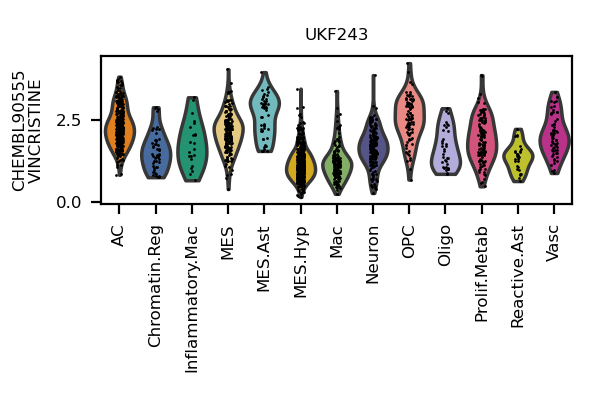 UKF243
CHEMBL90555
VINCRISTINE
2.5
0.0
AC
Chromatin.Reg
Inflammatory.Mac
MES
MES.Ast
MES.Hyp
Mac
Neuron
OPC
Oligo
Prolif.Metab
Reactive.Ast
Vasc